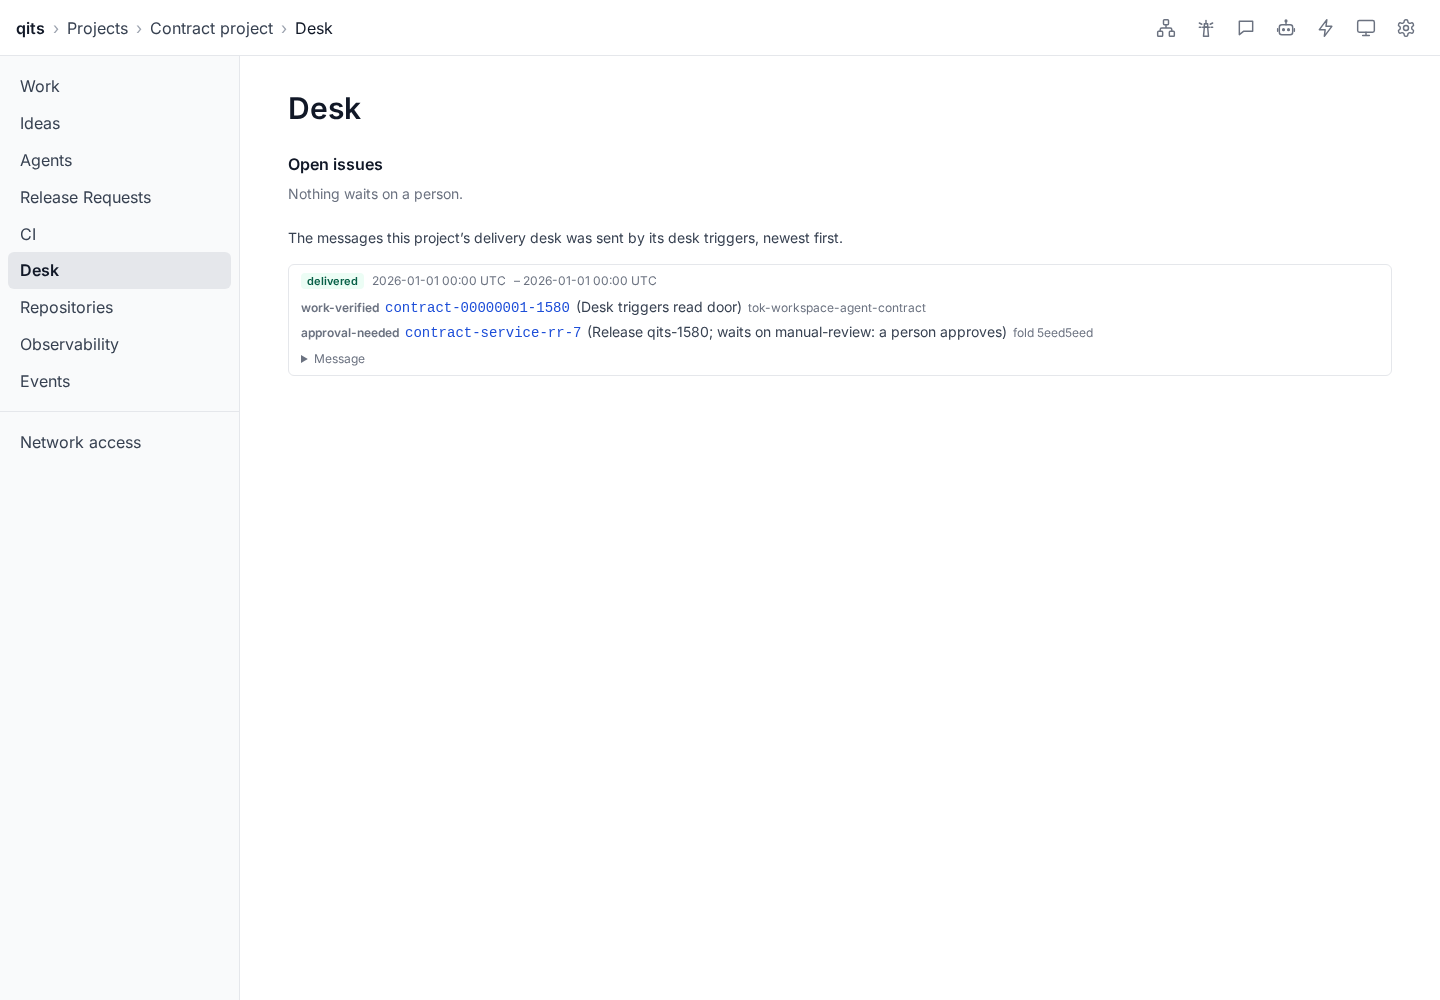 qits › Projects › Contract project › Desk
Work
Ideas
Agents
Release Requests
CI
Desk
Repositories
Observability
Events
Network access
Desk
Open issues
Nothing waits on a person.
The messages this project’s delivery desk was sent by its desk triggers, newest first.
delivered 2026-01-01 00:00 UTC – 2026-01-01 00:00 UTC
work-verified contract-00000001-1580 (Desk triggers read door) tok-workspace-agent-contract
approval-needed contract-service-rr-7 (Release qits-1580; waits on manual-review: a person approves) fold 5eed5eed
Message